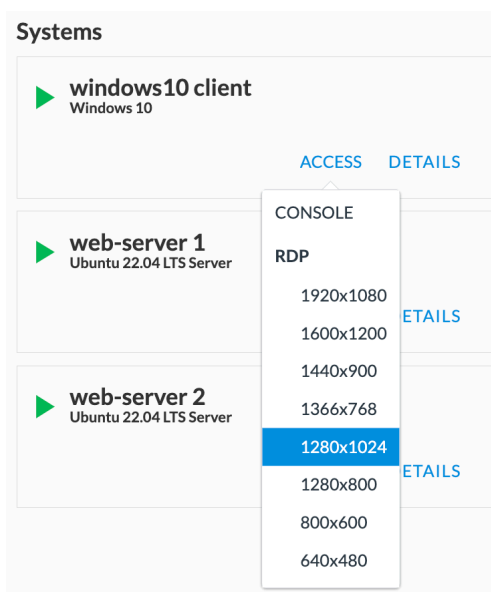 Systems
windows10 client
Windows 10
ACCESS DETAILS
CONSOLE
RDP
web-server 1
Ubuntu 22.04 LTS Server
1920x1080
ETAILS
1600x1200
1440x900
web-server 2
Ubuntu 22.04 LTS Server
1366x768
1280x1024
ETAILS
1280x800
800x600
640x480